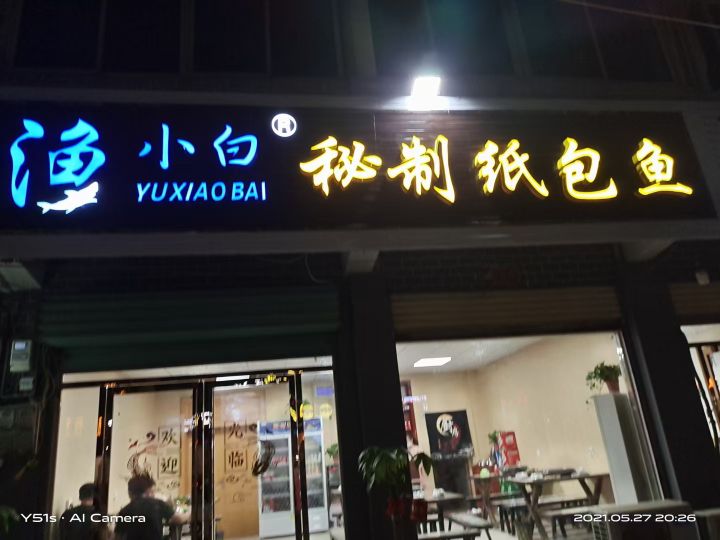 渔小白® 秘制纸包鱼
YUXIAOBAI
欢迎 光临
Y51s · AI Camera
2021.05.27 20:26